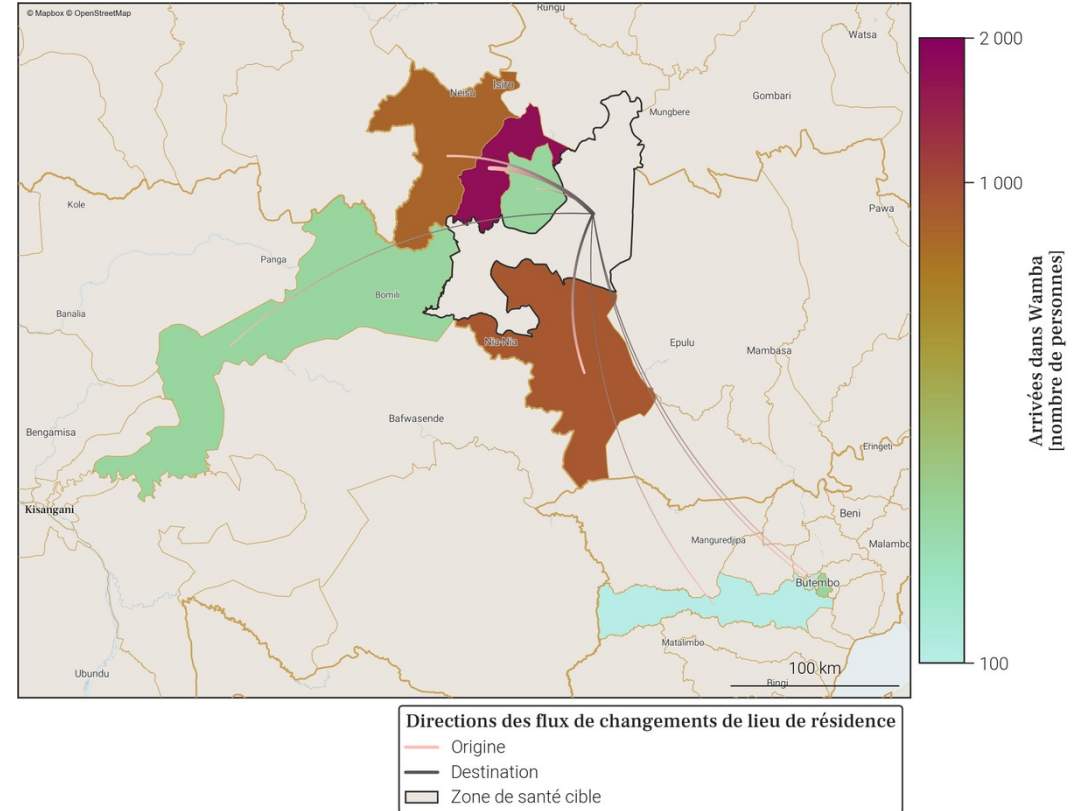 © Mapbox © OpenStreetMap
Rungu
Watsa
Isiro
Neisu
Gombari
Mungbere
Kole
Pawa
Panga
Bomili
Banalia
Nia-Nia
Epulu
Mambasa
Bafwasende
Bengamisa
Eringeti
Kisangani
Beni
Manguredjipa
Malambo
Butembo
Matalimbo
Ubundu
100 km
Biringi
2 000
1 000
100
Arrivées dans Wamba
[nombre de personnes]
Directions des flux de changements de lieu de résidence
Origine
Destination
Zone de santé cible